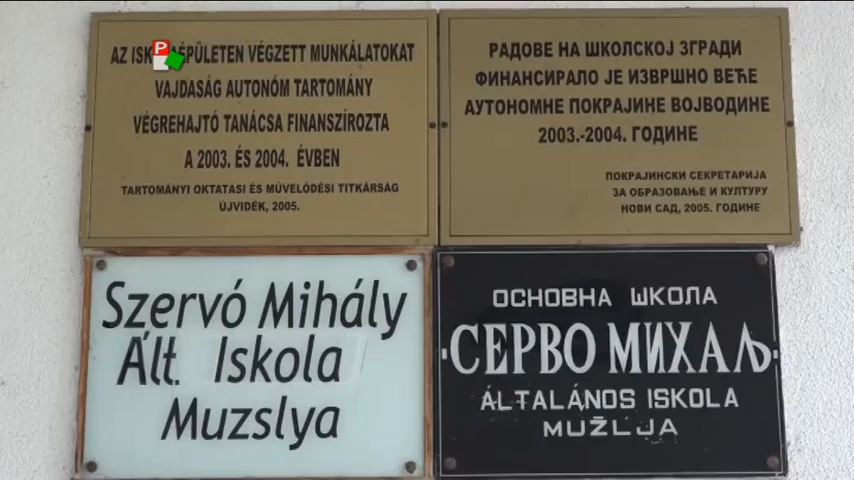 AZ ISKOLAÉPÜLETEN VÉGZETT MUNKÁLATOKAT
VAJDASÁG AUTONÓM TARTOMÁNY
VÉGREHAJTÓ TANÁCSA FINANSZÍROZTA
A 2003. ÉS 2004. ÉVBEN
TARTOMÁNYI OKTATASI ÉS MŰVELŐDÉSI TITKÁRSÁG
ÚJVIDÉK, 2005.
РАДОВЕ НА ШКОЛСКОЈ ЗГРАДИ
ФИНАНСИРАЛО ЈЕ ИЗВРШНО ВЕЋЕ
АУТОНОМНЕ ПОКРАЈИНЕ ВОЈВОДИНЕ
2003.-2004. ГОДИНЕ
ПОКРАЈИНСКИ СЕКРЕТАРИЈА
ЗА ОБРАЗОВАЊЕ И КУЛТУРУ
НОВИ САД, 2005. ГОДИНЕ
Szervó Mihály
Ált. Iskola
Muzslya
ОСНОВНА ШКОЛА
СЕРВО МИХАЉ
ÁLTALÁNOS ISKOLA
MUŽLJA